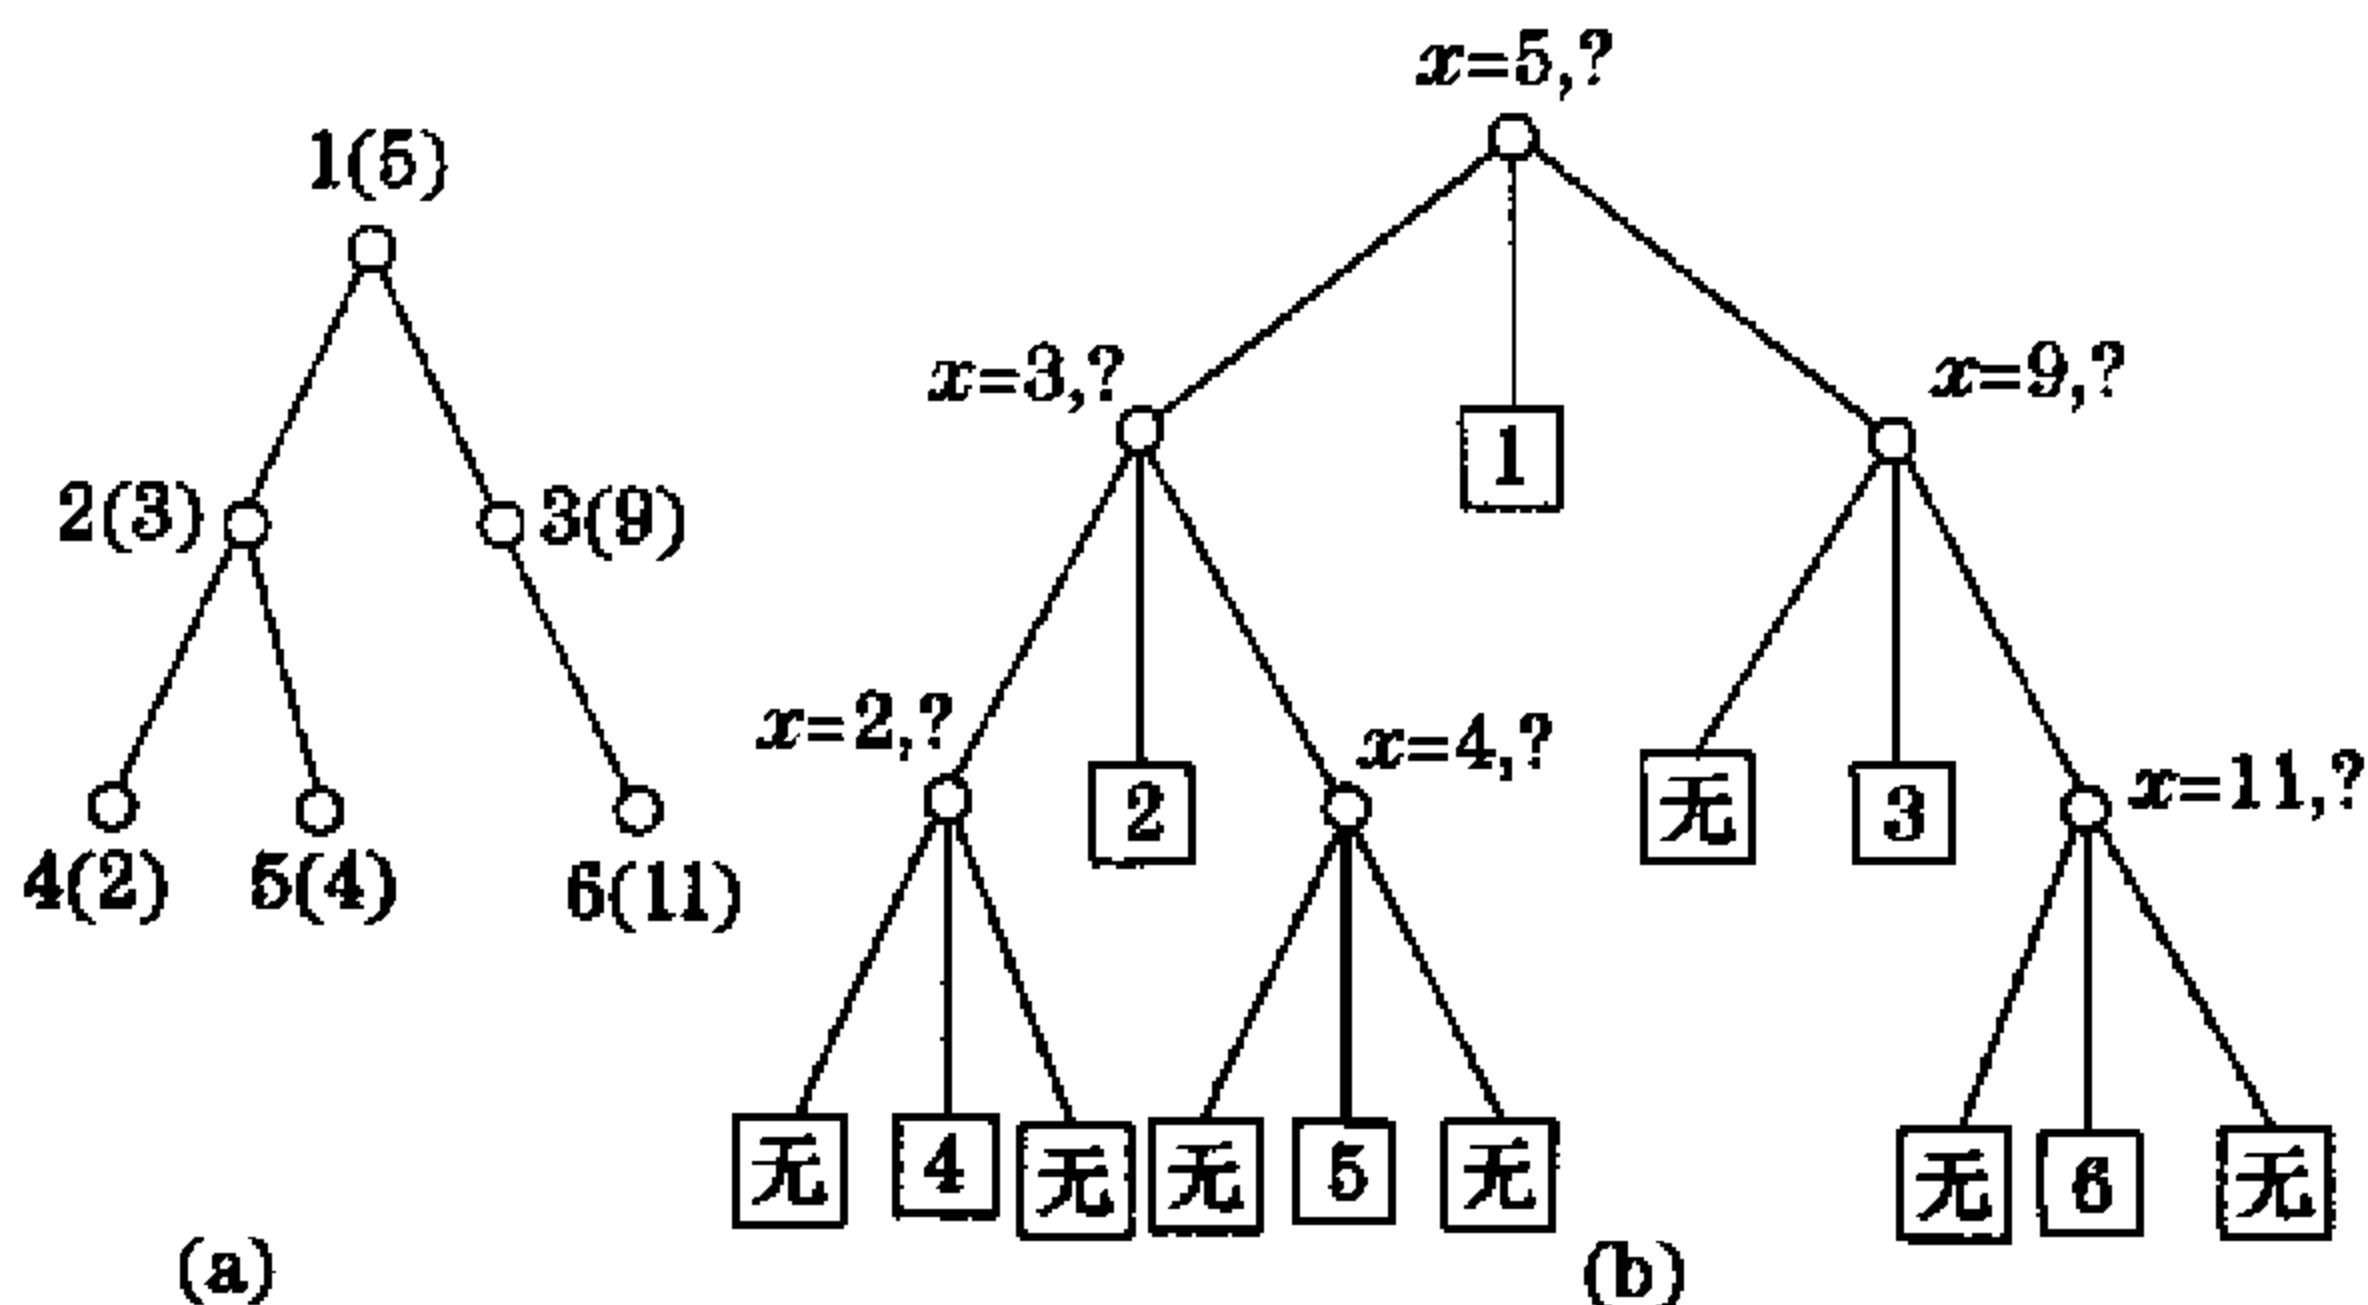 x=5,?
1(5)
x=3,?
x=9,?
1
2(3)
3(9)
x=2,?
x=4,?
x=11,?
无
2
3
4(2)
5(4)
6(11)
无
4
无
无
5
无
无
6
无
(a)
(b)